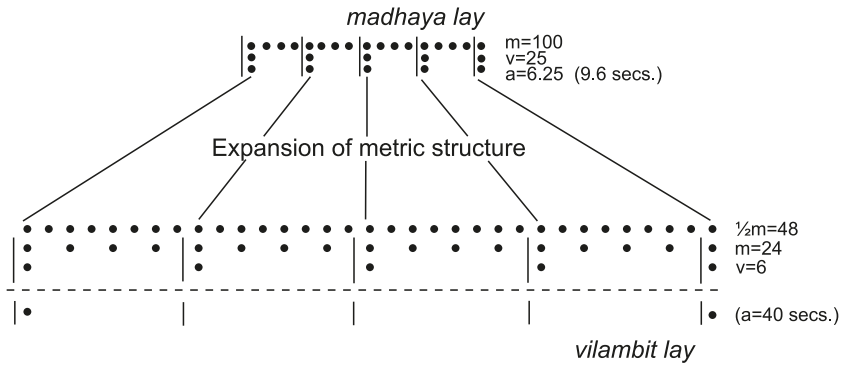 madhaya lay
m=100
v=25
a=6.25 (9.6 secs.)
Expansion of metric structure
½m=48
m=24
v=6
(a=40 secs.)
vilambit lay